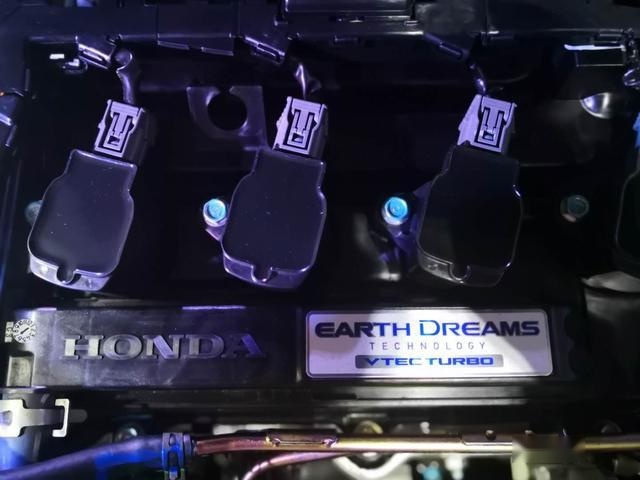 HONDA
EARTH DREAMS
TECHNOLOGY
VTEC TURBO